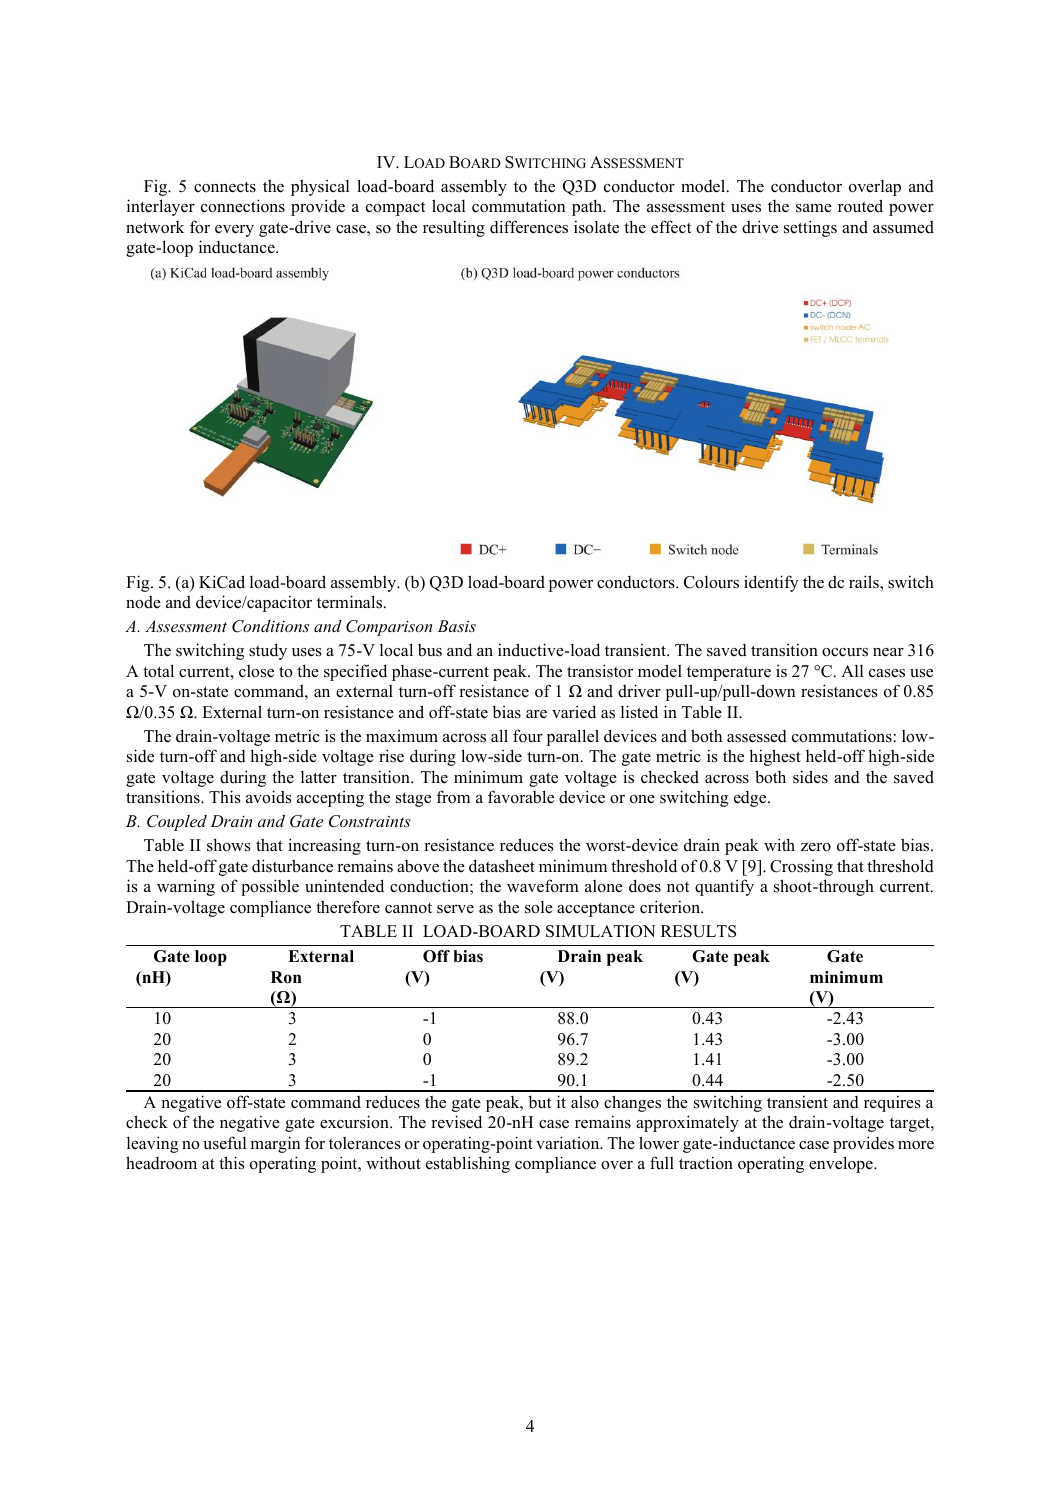 IV. LOAD BOARD SWITCHING ASSESSMENT
Fig. 5 connects the physical load-board assembly to the Q3D conductor model. The conductor overlap and
interlayer connections provide a compact local commutation path. The assessment uses the same routed power
network for every gate-drive case, so the resulting differences isolate the effect of the drive settings and assumed
gate-loop inductance.
(a) KiCad load-board assembly
(b) Q3D load-board power conductors
DC+ (DCP)
DC- (DCN)
switch node AC
FET / MLCC terminals
DC+ DC− Switch node Terminals
Fig. 5. (a) KiCad load-board assembly. (b) Q3D load-board power conductors. Colours identify the dc rails, switch
node and device/capacitor terminals.
A. Assessment Conditions and Comparison Basis
The switching study uses a 75-V local bus and an inductive-load transient. The saved transition occurs near 316
A total current, close to the specified phase-current peak. The transistor model temperature is 27 °C. All cases use
a 5-V on-state command, an external turn-off resistance of 1 Ω and driver pull-up/pull-down resistances of 0.85
Ω/0.35 Ω. External turn-on resistance and off-state bias are varied as listed in Table II.
The drain-voltage metric is the maximum across all four parallel devices and both assessed commutations: low-
side turn-off and high-side voltage rise during low-side turn-on. The gate metric is the highest held-off high-side
gate voltage during the latter transition. The minimum gate voltage is checked across both sides and the saved
transitions. This avoids accepting the stage from a favorable device or one switching edge.
B. Coupled Drain and Gate Constraints
Table II shows that increasing turn-on resistance reduces the worst-device drain peak with zero off-state bias.
The held-off gate disturbance remains above the datasheet minimum threshold of 0.8 V [9]. Crossing that threshold
is a warning of possible unintended conduction; the waveform alone does not quantify a shoot-through current.
Drain-voltage compliance therefore cannot serve as the sole acceptance criterion.
TABLE II LOAD-BOARD SIMULATION RESULTS
Gate loop External Off bias Drain peak Gate peak Gate
(nH) Ron (V) (V) (V) minimum
(Ω) (V)
10 3 -1 88.0 0.43 -2.43
20 2 0 96.7 1.43 -3.00
20 3 0 89.2 1.41 -3.00
20 3 -1 90.1 0.44 -2.50
A negative off-state command reduces the gate peak, but it also changes the switching transient and requires a
check of the negative gate excursion. The revised 20-nH case remains approximately at the drain-voltage target,
leaving no useful margin for tolerances or operating-point variation. The lower gate-inductance case provides more
headroom at this operating point, without establishing compliance over a full traction operating envelope.
4